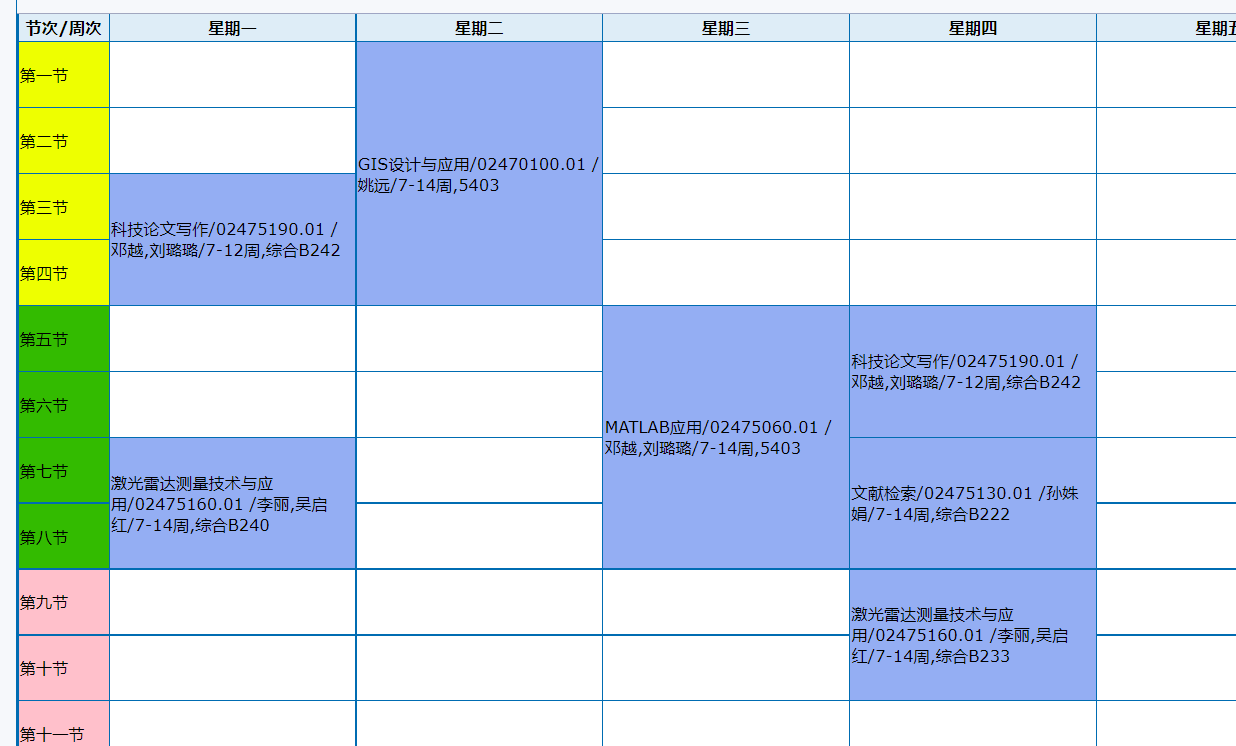 节次/周次 星期一 星期二 星期三 星期四 星期五
第一节
第二节
GIS设计与应用/02470100.01 /
姚远/7-14周,5403
第三节
科技论文写作/02475190.01 /
邓越,刘璐璐/7-12周,综合B242
第四节
第五节
科技论文写作/02475190.01 /
邓越,刘璐璐/7-12周,综合B242
第六节
MATLAB应用/02475060.01 /
邓越,刘璐璐/7-14周,5403
第七节
激光雷达测量技术与应
用/02475160.01 /李丽,吴启
红/7-14周,综合B240
文献检索/02475130.01 /孙姝
娟/7-14周,综合B222
第八节
第九节
激光雷达测量技术与应
用/02475160.01 /李丽,吴启
红/7-14周,综合B233
第十节
第十一节